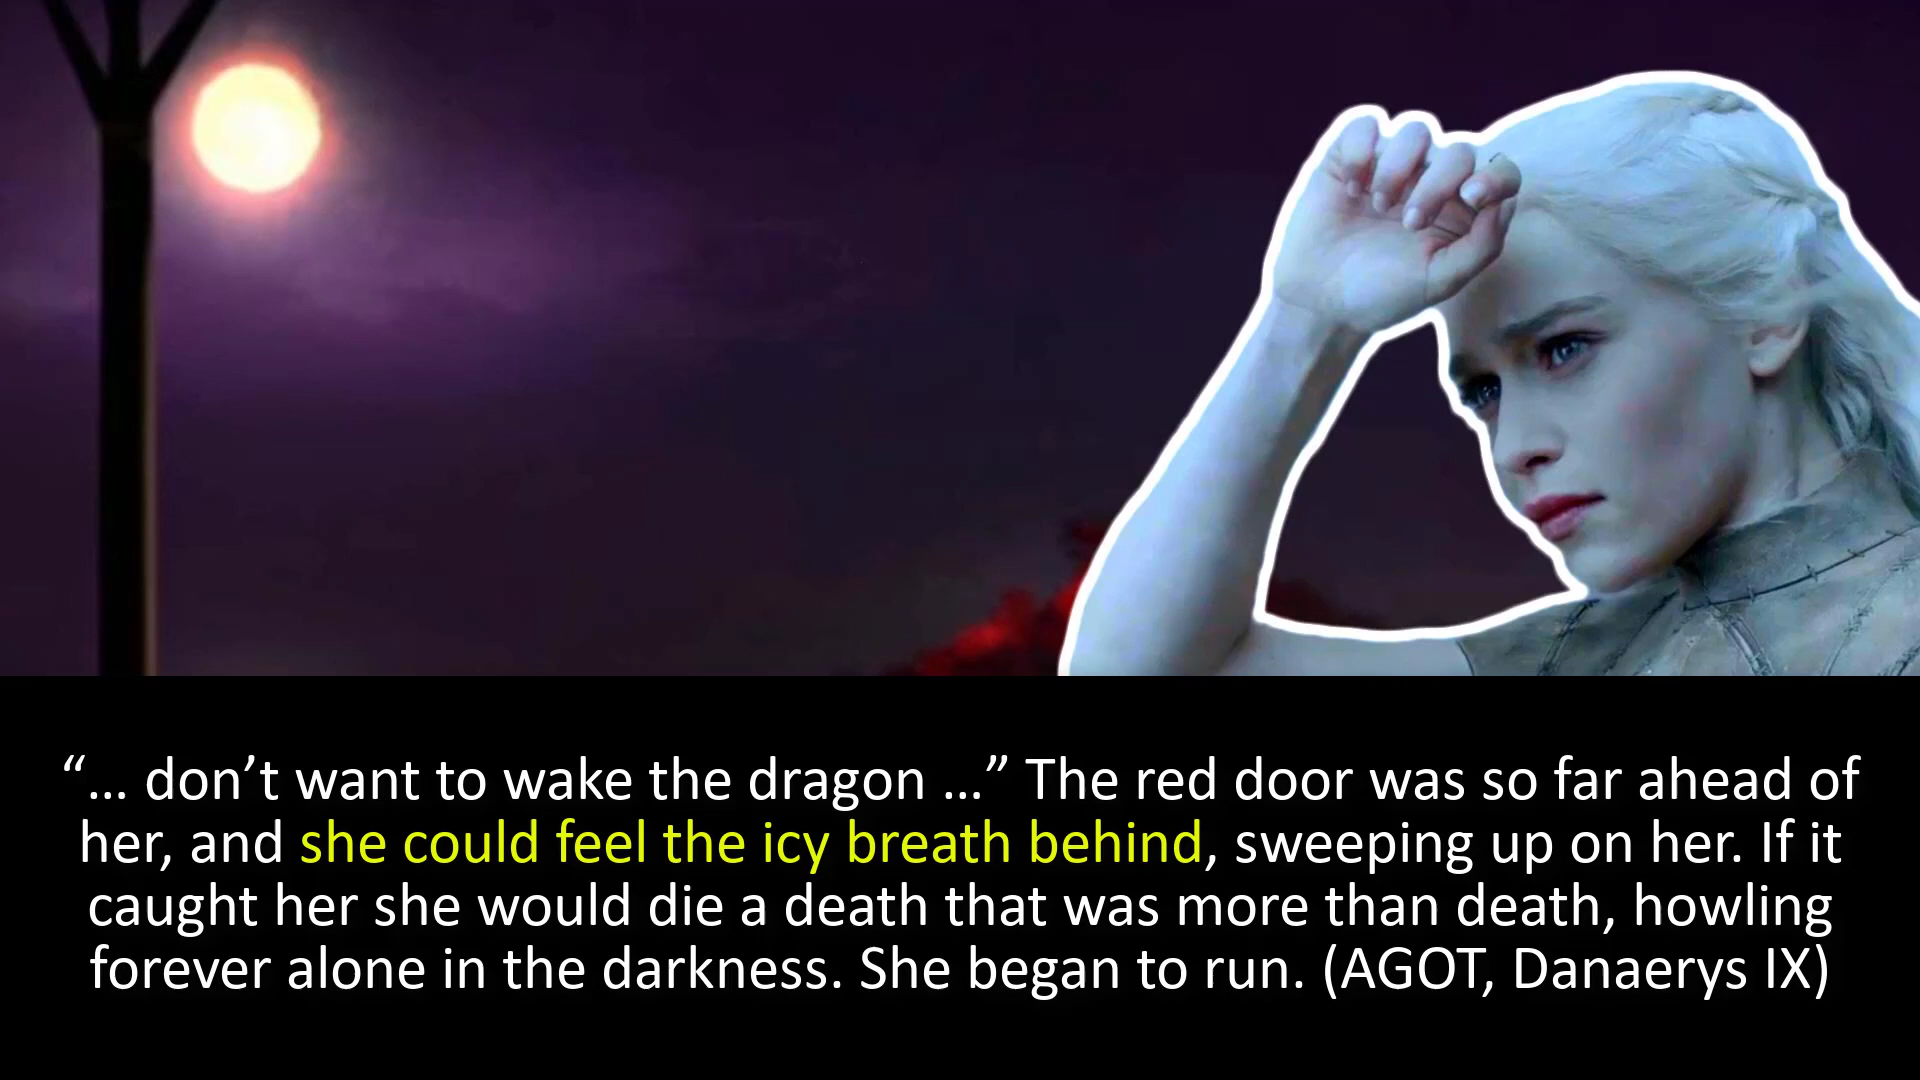 “… don’t want to wake the dragon …” The red door was so far ahead of
her, and she could feel the icy breath behind, sweeping up on her. If it
caught her she would die a death that was more than death, howling
forever alone in the darkness. She began to run. (AGOT, Danaerys IX)